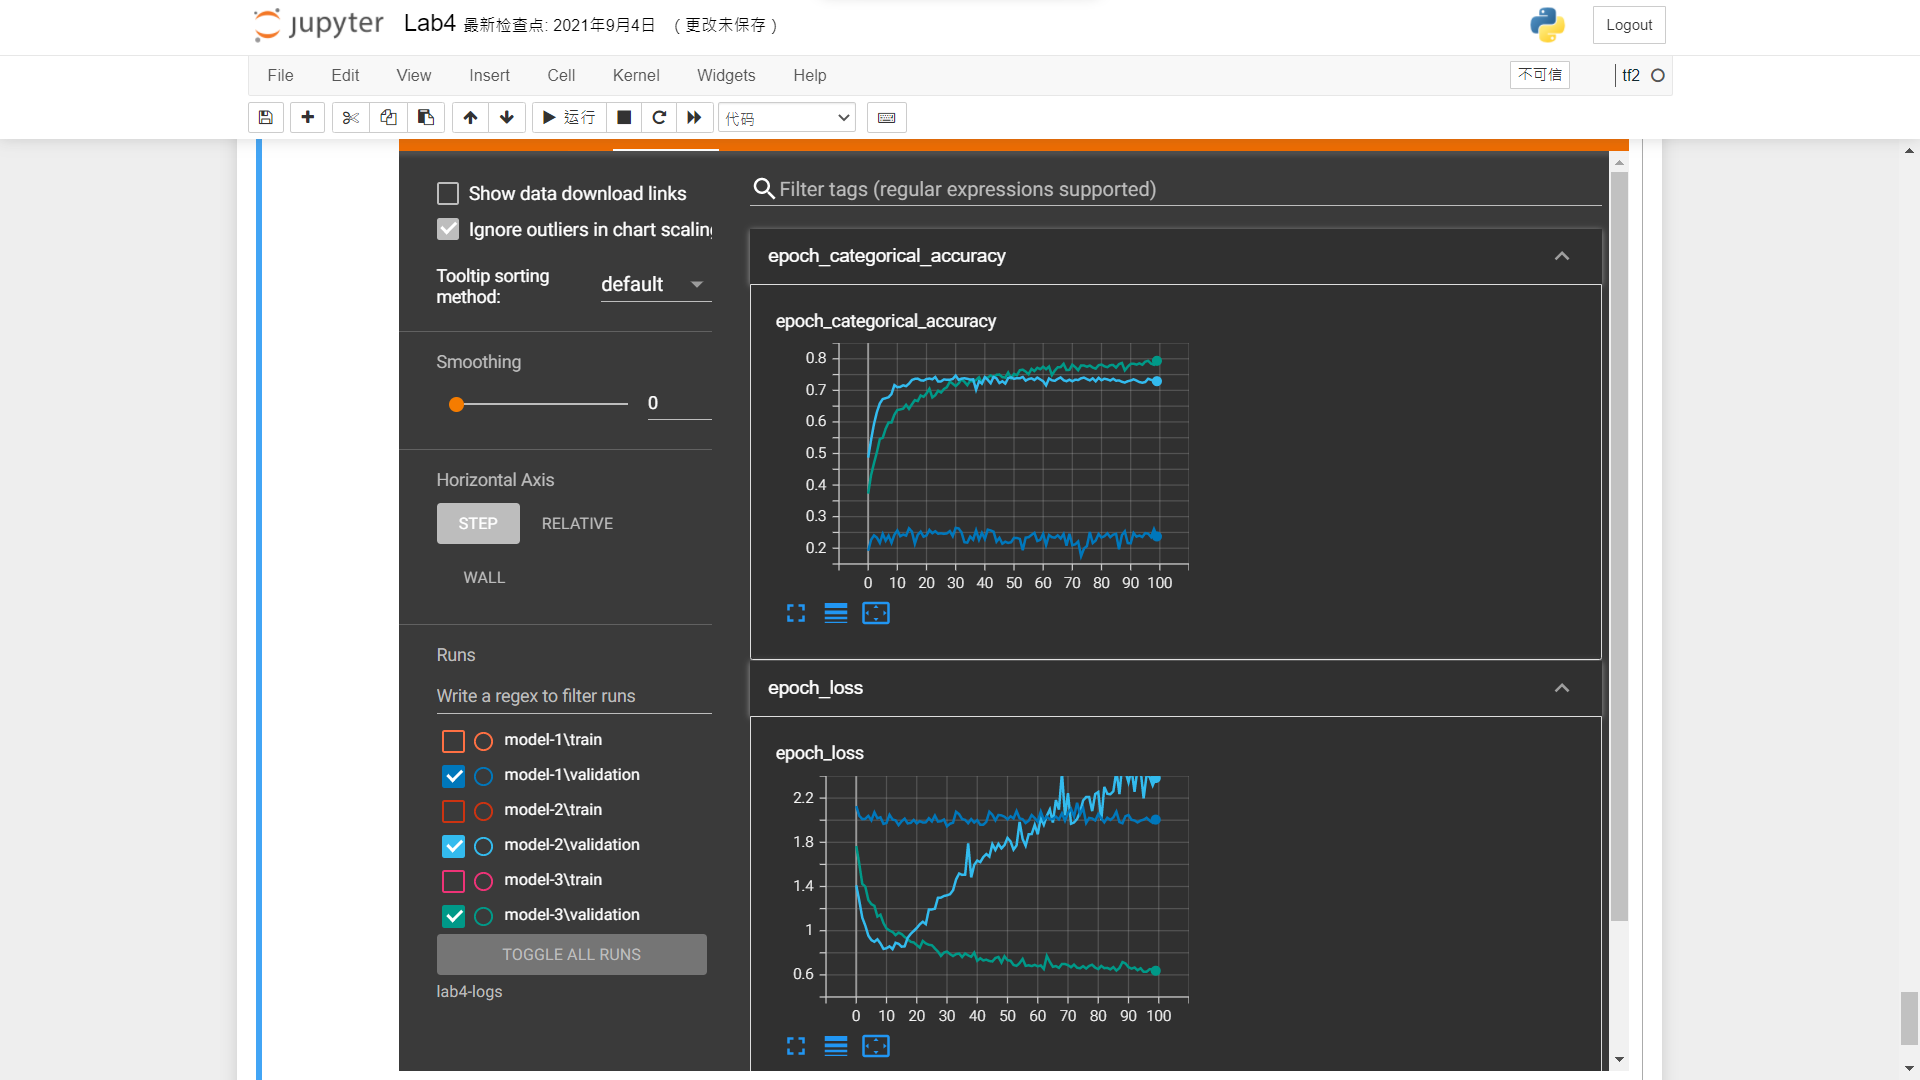 jupyter Lab4 最新检查点: 2021年9月4日 (更改未保存)
Logout
File Edit View Insert Cell Kernel Widgets Help
不可信 tf2
运行 代码
Show data download links
Ignore outliers in chart scaling
Tooltip sorting
method:
default
Smoothing
0
Horizontal Axis
STEP RELATIVE
WALL
Runs
Write a regex to filter runs
model-1\train
model-1\validation
model-2\train
model-2\validation
model-3\train
model-3\validation
TOGGLE ALL RUNS
lab4-logs
Filter tags (regular expressions supported)
epoch_categorical_accuracy
epoch_categorical_accuracy
0.8
0.7
0.6
0.5
0.4
0.3
0.2
0 10 20 30 40 50 60 70 80 90 100
epoch_loss
epoch_loss
2.2
1.8
1.4
1
0.6
0 10 20 30 40 50 60 70 80 90 100